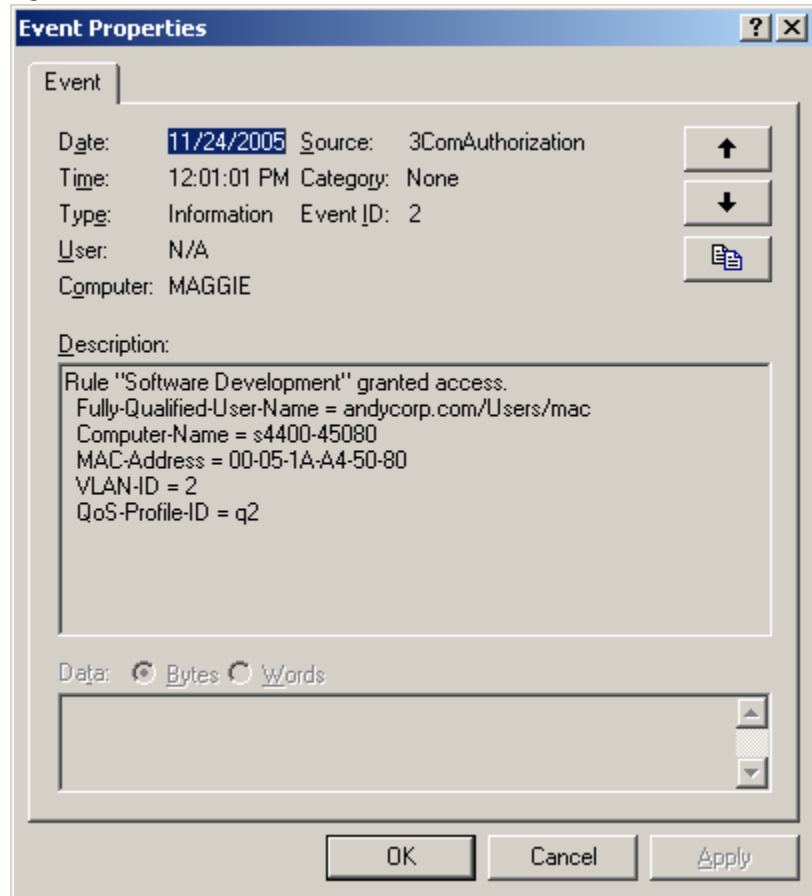 Event Properties
Event
Date: 11/24/2005 Source: 3ComAuthorization
Time: 12:01:01 PM Category: None
Type: Information Event ID: 2
User: N/A
Computer: MAGGIE
Description:
Rule "Software Development" granted access.
Fully-Qualified-User-Name = andycorp.com/Users/mac
Computer-Name = s4400-45080
MAC-Address = 00-05-1A-A4-50-80
VLAN-ID = 2
QoS-Profile-ID = q2
Data: Bytes Words
OK Cancel Apply